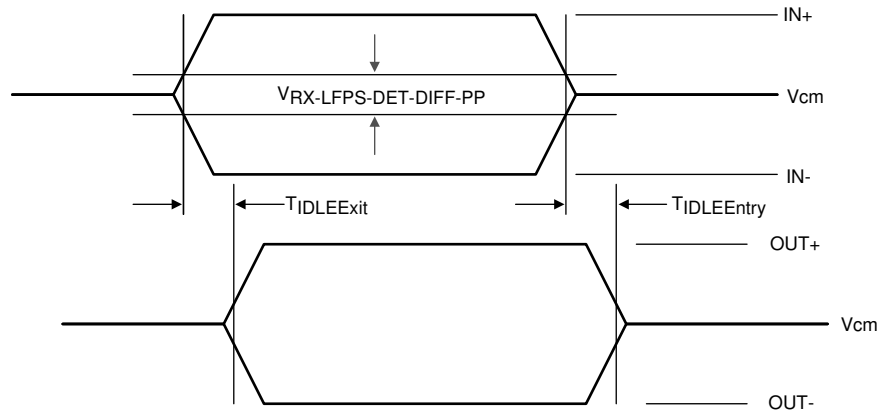 IN+
VRX-LFPS-DET-DIFF-PP
Vcm
IN-
TIDLEExit
TIDLEEntry
OUT+
Vcm
OUT-